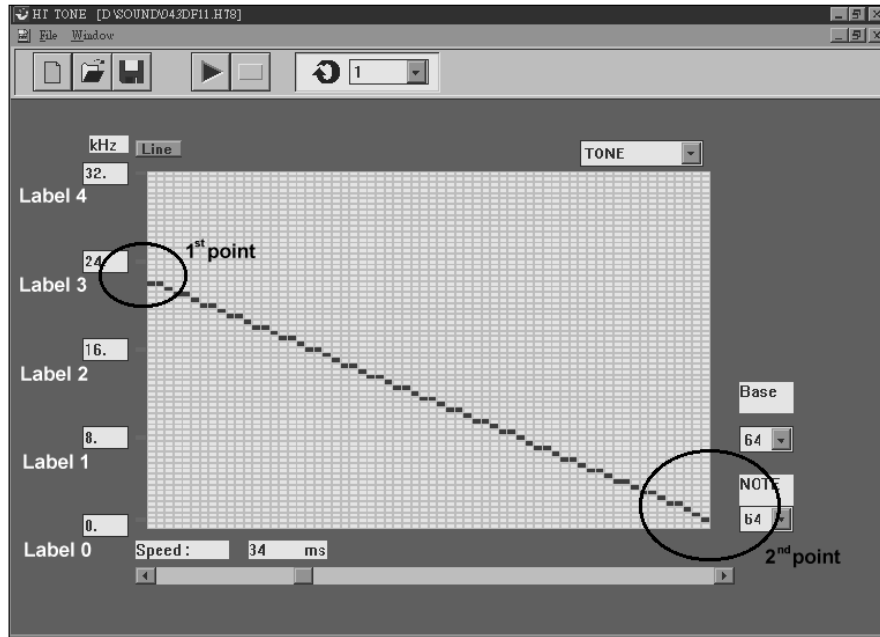 HT TONE [D:\SOUND\043DF11.H78]
File Window
1
kHz
Line
TONE
32.
Label 4
1st point
24.
Label 3
16.
Label 2
Base
8.
64
Label 1
NOTE
0.
64
Label 0
Speed: 34 ms
2nd point